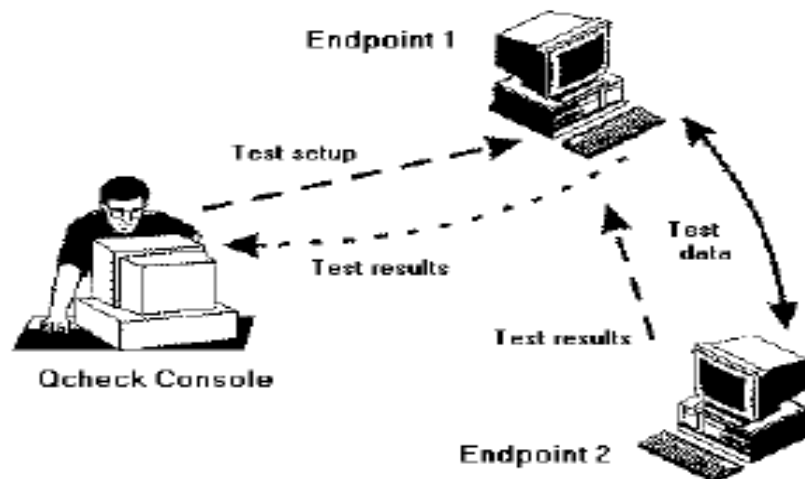 Endpoint 1
Test setup
Test
data
Test results
Test results
Qcheck Console
Endpoint 2